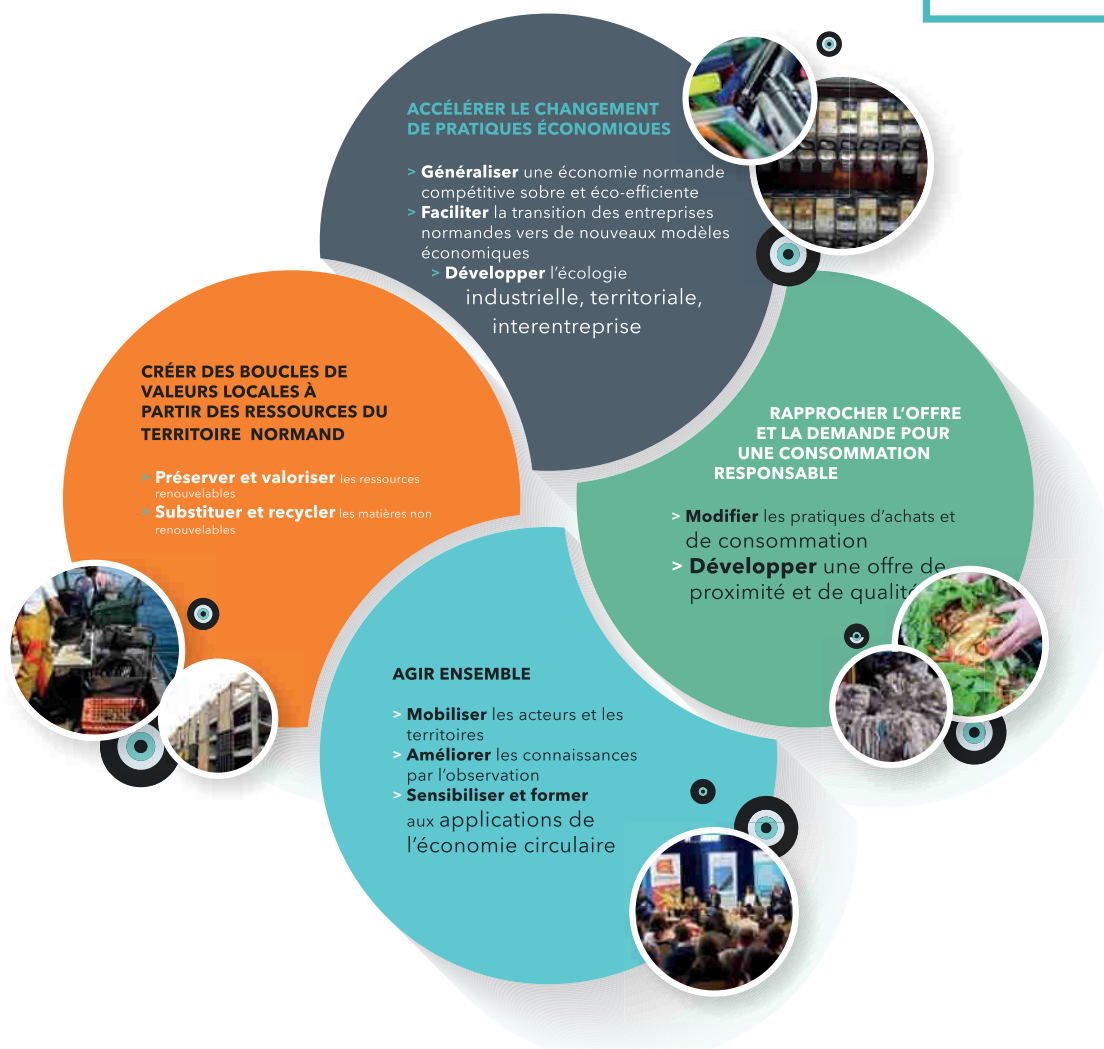 ACCÉLÉRER LE CHANGEMENT
DE PRATIQUES ÉCONOMIQUES
> Généraliser une économie normande
compétitive sobre et éco-efficiente
> Faciliter la transition des entreprises
normandes vers de nouveaux modèles
économiques
> Développer l’écologie
industrielle, territoriale,
interentreprise
CRÉER DES BOUCLES DE
VALEURS LOCALES À
PARTIR DES RESSOURCES DU
TERRITOIRE NORMAND
> Préserver et valoriser les ressources
renouvelables
> Substituer et recycler les matières non
renouvelables
RAPPROCHER L’OFFRE
ET LA DEMANDE POUR
UNE CONSOMMATION
RESPONSABLE
> Modifier les pratiques d’achats et
de consommation
> Développer une offre de
proximité et de qualité
AGIR ENSEMBLE
> Mobiliser les acteurs et les
territoires
> Améliorer les connaissances
par l’observation
> Sensibiliser et former
aux applications de
l’économie circulaire